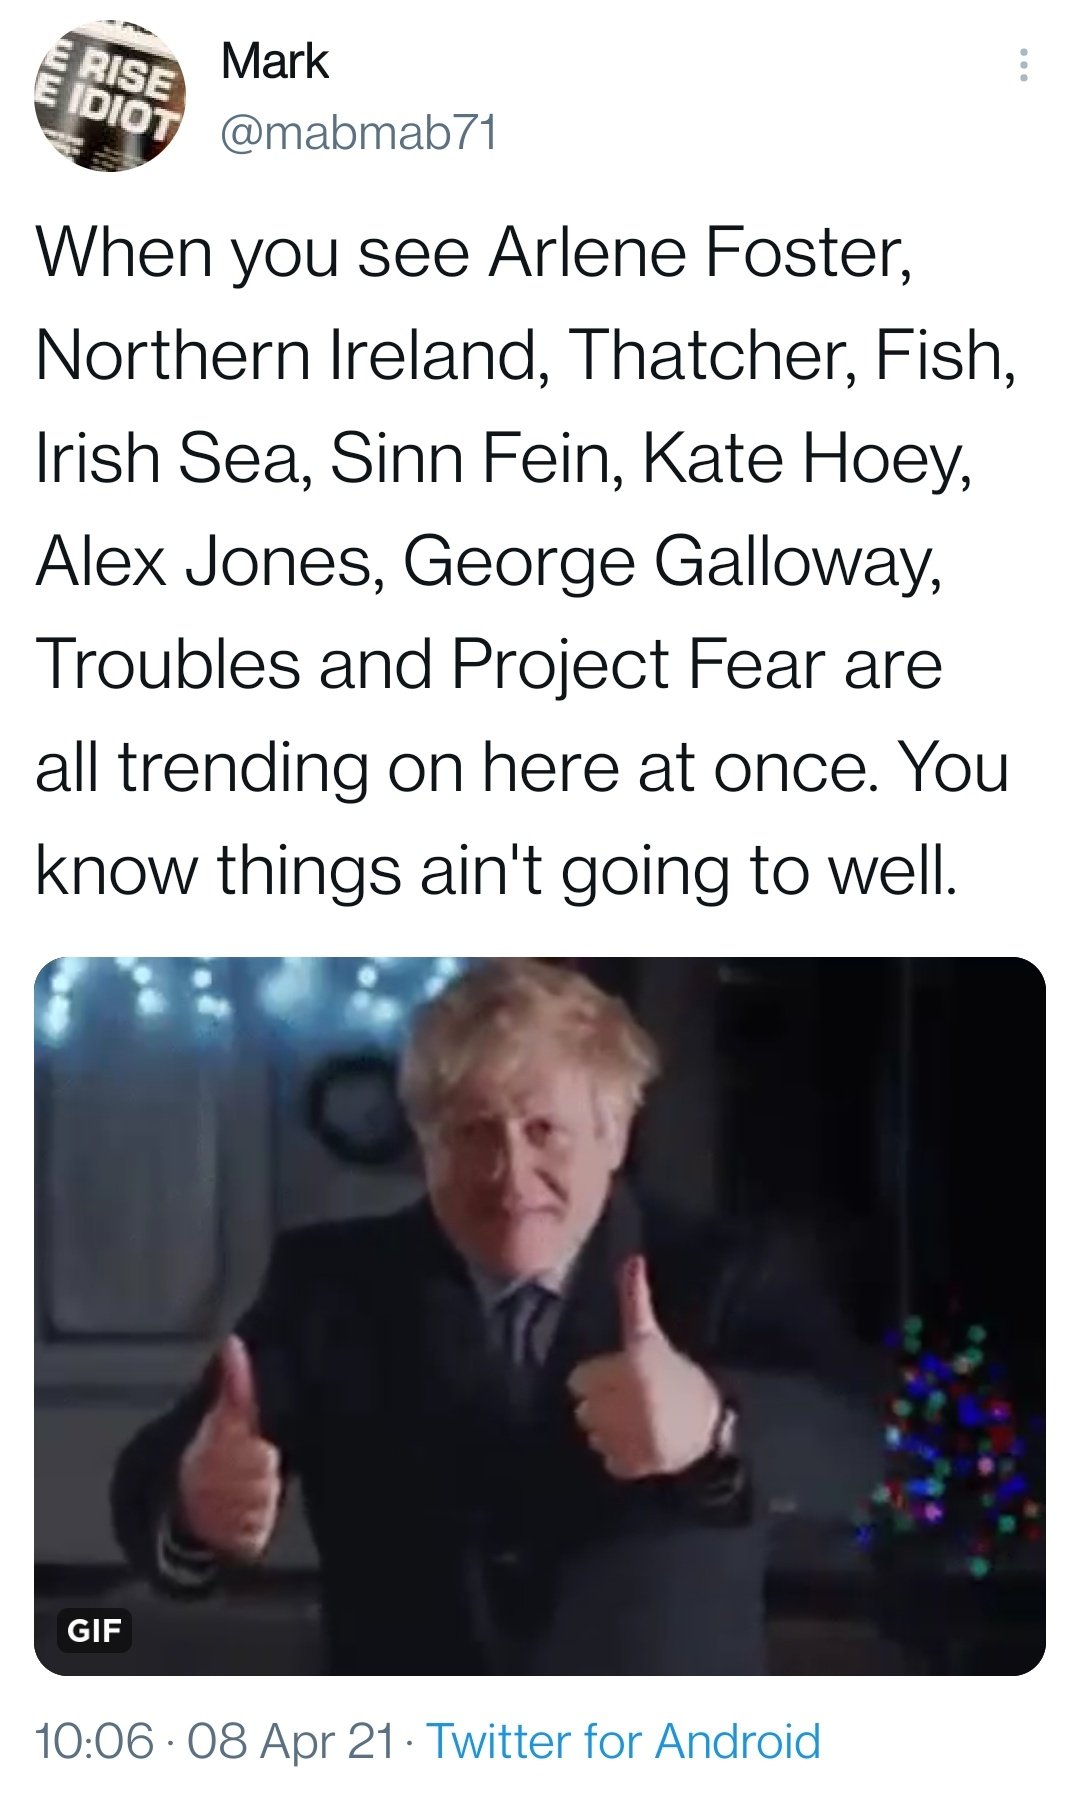 E RISE
E IDIOT
Mark
@mabmab71
When you see Arlene Foster,
Northern Ireland, Thatcher, Fish,
Irish Sea, Sinn Fein, Kate Hoey,
Alex Jones, George Galloway,
Troubles and Project Fear are
all trending on here at once. You
know things ain't going to well.
GIF
10:06 · 08 Apr 21 · Twitter for Android